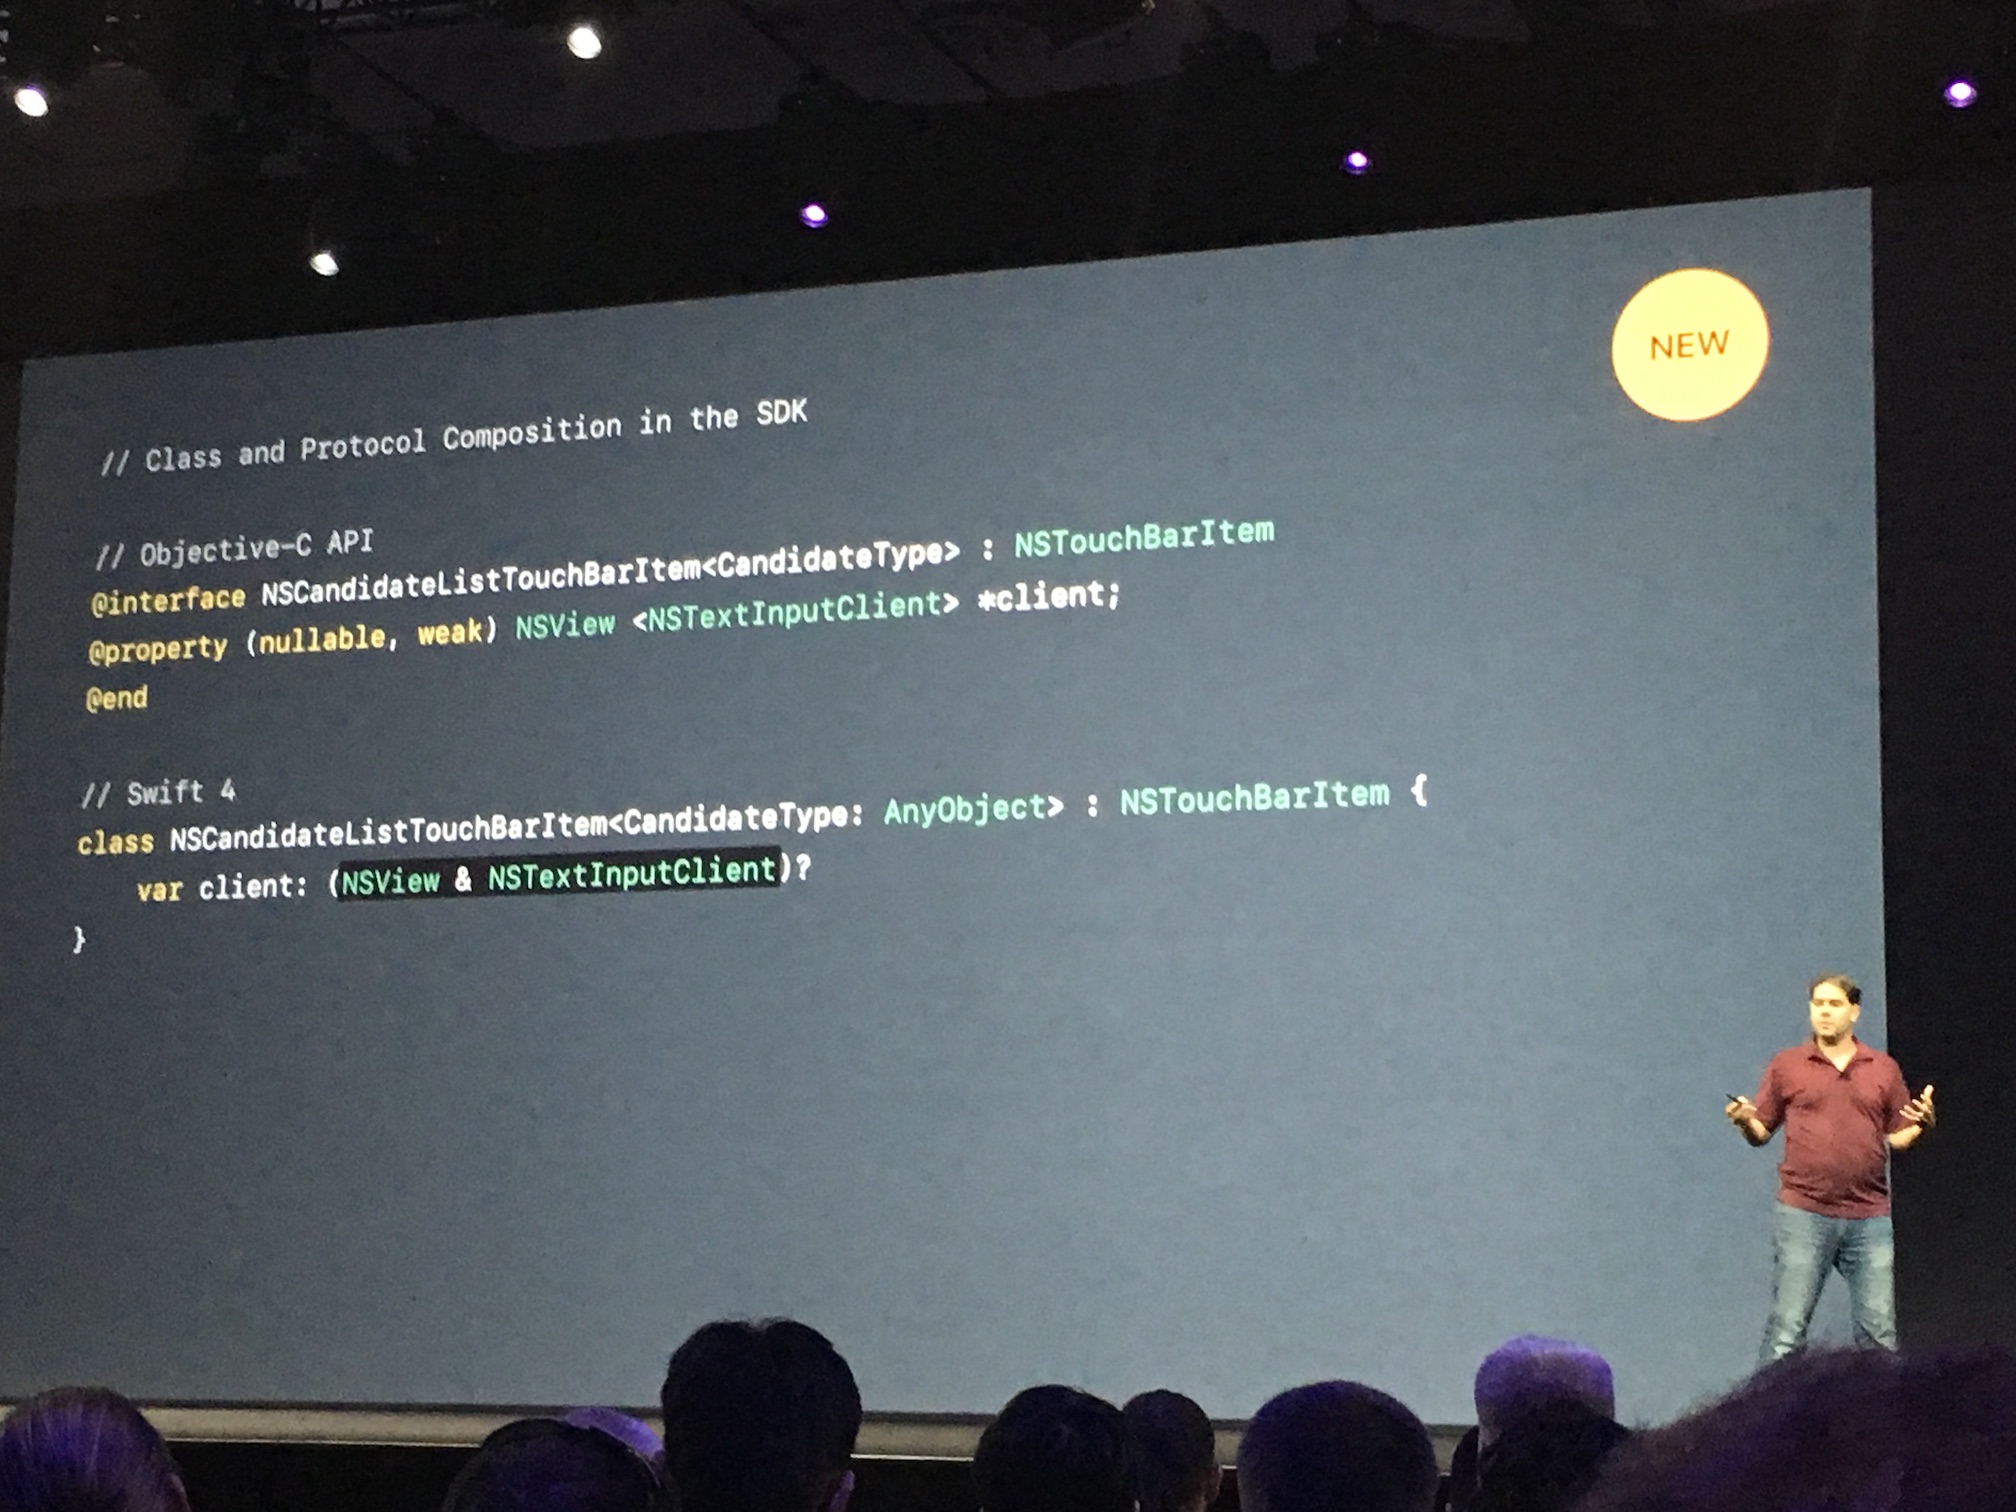 NEW
// Class and Protocol Composition in the SDK
// Objective-C API
@interface NSCandidateListTouchBarItem<CandidateType> : NSTouchBarItem
@property (nullable, weak) NSView <NSTextInputClient> *client;
@end
// Swift 4
class NSCandidateListTouchBarItem<CandidateType: AnyObject> : NSTouchBarItem {
    var client: (NSView & NSTextInputClient)?
}